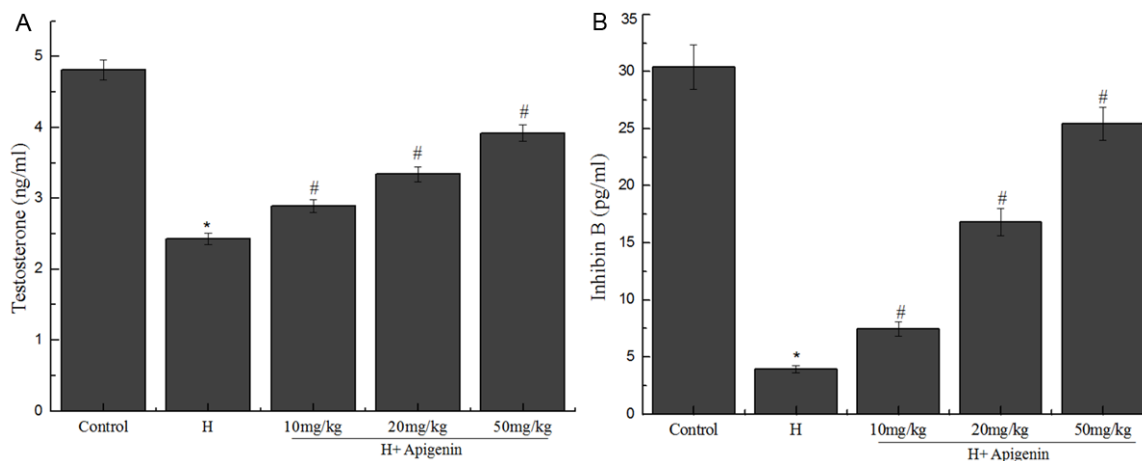 A
Testosterone (ng/ml)
5
4
3
2
1
0
*
#
#
#
Control H 10mg/kg 20mg/kg 50mg/kg
H+ Apigenin
B
Inhibin B (pg/ml)
35
30
25
20
15
10
5
0
*
#
#
#
Control H 10mg/kg 20mg/kg 50mg/kg
H+ Apigenin